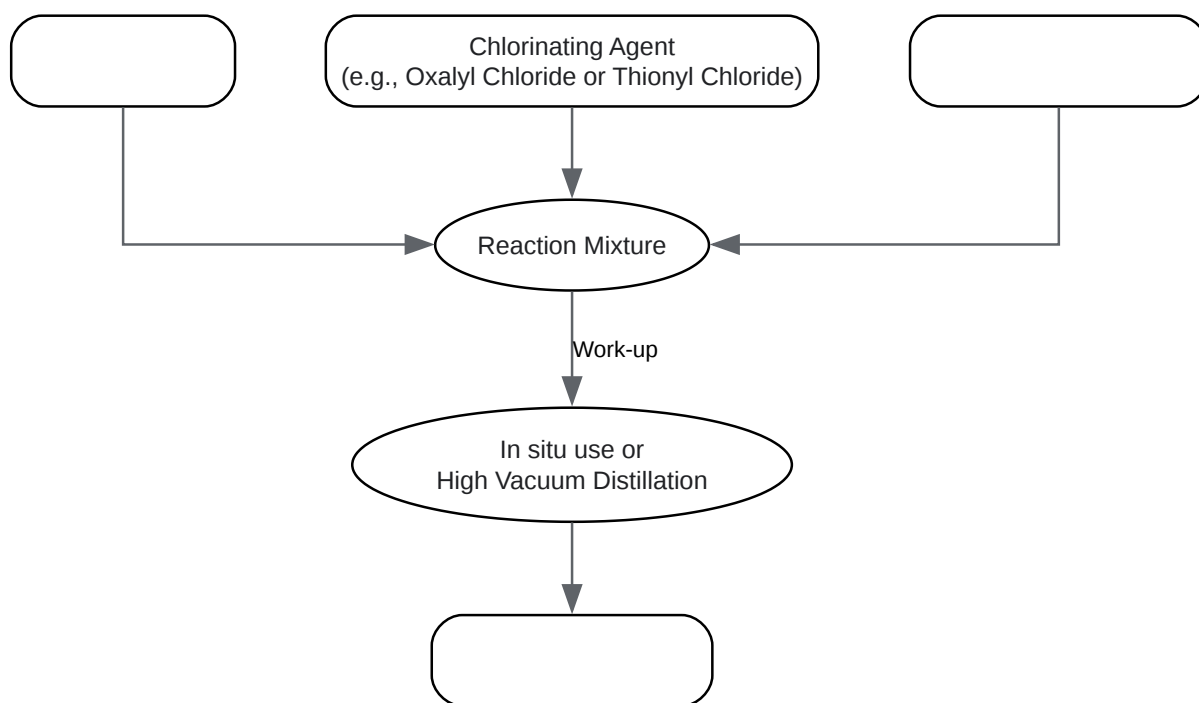 Chlorinating Agent
(e.g., Oxalyl Chloride or Thionyl Chloride)
Reaction Mixture
Work-up
In situ use or
High Vacuum Distillation